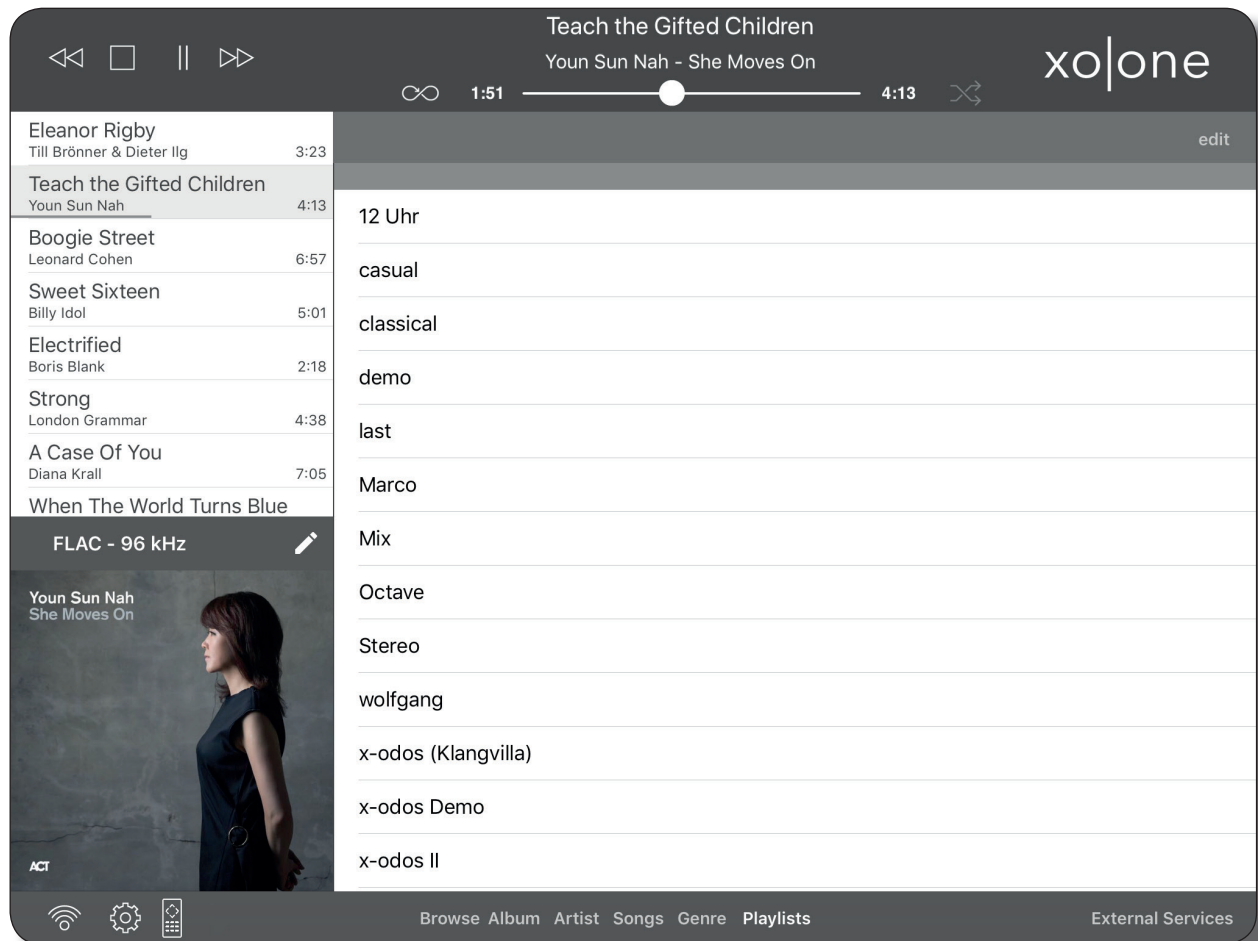 Teach the Gifted Children
Youn Sun Nah - She Moves On
1:51 4:13
xo|one
Eleanor Rigby
Till Brönner & Dieter Ilg 3:23
Teach the Gifted Children
Youn Sun Nah 4:13
Boogie Street
Leonard Cohen 6:57
Sweet Sixteen
Billy Idol 5:01
Electrified
Boris Blank 2:18
Strong
London Grammar 4:38
A Case Of You
Diana Krall 7:05
When The World Turns Blue
FLAC - 96 kHz
Youn Sun Nah
She Moves On
ACT
edit
12 Uhr
casual
classical
demo
last
Marco
Mix
Octave
Stereo
wolfgang
x-odos (Klangvilla)
x-odos Demo
x-odos II
Browse Album Artist Songs Genre Playlists External Services